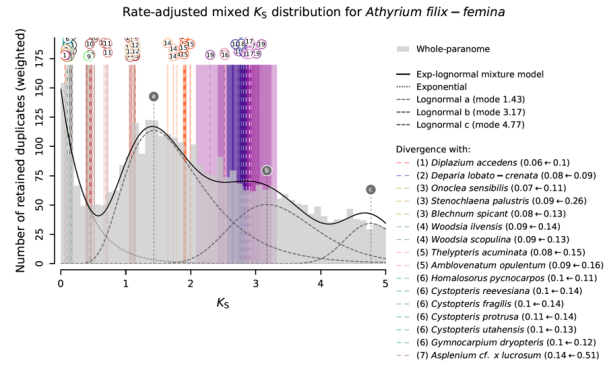 Rate-adjusted mixed KS distribution for Athyrium filix − femina
Number of retained duplicates (weighted)
175
150
125
100
75
50
25
0
0
1
2
3
4
5
KS
a
b
c
Whole-paranome
Exp-lognormal mixture model
Exponential
Lognormal a (mode 1.43)
Lognormal b (mode 3.17)
Lognormal c (mode 4.77)
Divergence with:
(1) Diplazium accedens (0.06 ← 0.1)
(2) Deparia lobato − crenata (0.08 ← 0.09)
(3) Onoclea sensibilis (0.07 ← 0.11)
(3) Stenochlaena palustris (0.09 ← 0.26)
(3) Blechnum spicant (0.08 ← 0.13)
(4) Woodsia ilvensis (0.09 ← 0.14)
(4) Woodsia scopulina (0.09 ← 0.13)
(5) Thelypteris acuminata (0.08 ← 0.15)
(5) Amblovenatum opulentum (0.09 ← 0.16)
(6) Homalosorus pycnocarpos (0.1 ← 0.11)
(6) Cystopteris reevesiana (0.1 ← 0.14)
(6) Cystopteris fragilis (0.1 ← 0.14)
(6) Cystopteris protrusa (0.11 ← 0.14)
(6) Cystopteris utahensis (0.1 ← 0.13)
(6) Gymnocarpium dryopteris (0.1 ← 0.12)
(7) Asplenium cf. x lucrosum (0.14 ← 0.51)